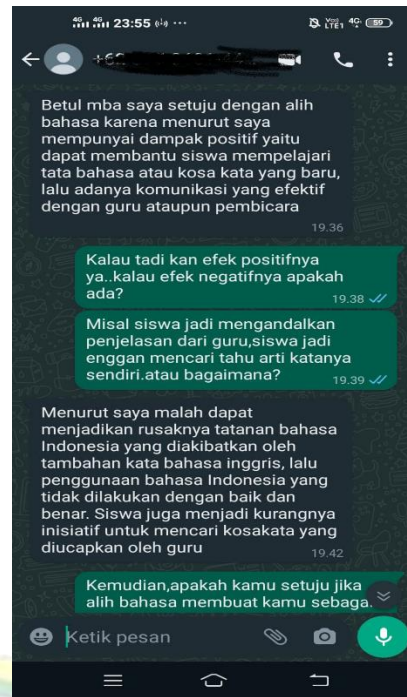 23:55
4G
59
Betul mba saya setuju dengan alih
bahasa karena menurut saya
mempunyai dampak positif yaitu
dapat membantu siswa mempelajari
tata bahasa atau kosa kata yang baru,
lalu adanya komunikasi yang efektif
dengan guru ataupun pembicara
19.36
Kalau tadi kan efek positifnya
ya..kalau efek negatifnya apakah
ada?
19.38
Misal siswa jadi mengandalkan
penjelasan dari guru,siswa jadi
enggan mencari tahu arti katanya
sendiri.atau bagaimana?
19.39
Menurut saya malah dapat
menjadikan rusaknya tatanan bahasa
Indonesia yang diakibatkan oleh
tambahan kata bahasa inggris, lalu
penggunaan bahasa Indonesia yang
tidak dilakukan dengan baik dan
benar. Siswa juga menjadi kurangnya
inisiatif untuk mencari kosakata yang
diucapkan oleh guru
19.42
Kemudian,apakah kamu setuju jika
alih bahasa membuat kamu sebaga
Ketik pesan